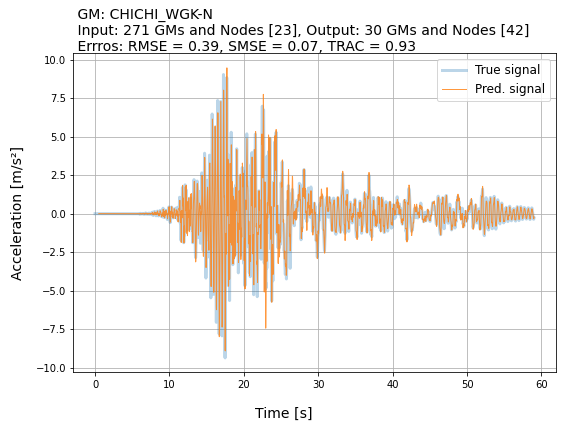 GM: CHICHI_WGK-N
Input: 271 GMs and Nodes [23], Output: 30 GMs and Nodes [42]
Errros: RMSE = 0.39, SMSE = 0.07, TRAC = 0.93
True signal
Pred. signal
Acceleration [m/s²]
10.0
7.5
5.0
2.5
0.0
−2.5
−5.0
−7.5
−10.0
0 10 20 30 40 50 60
Time [s]